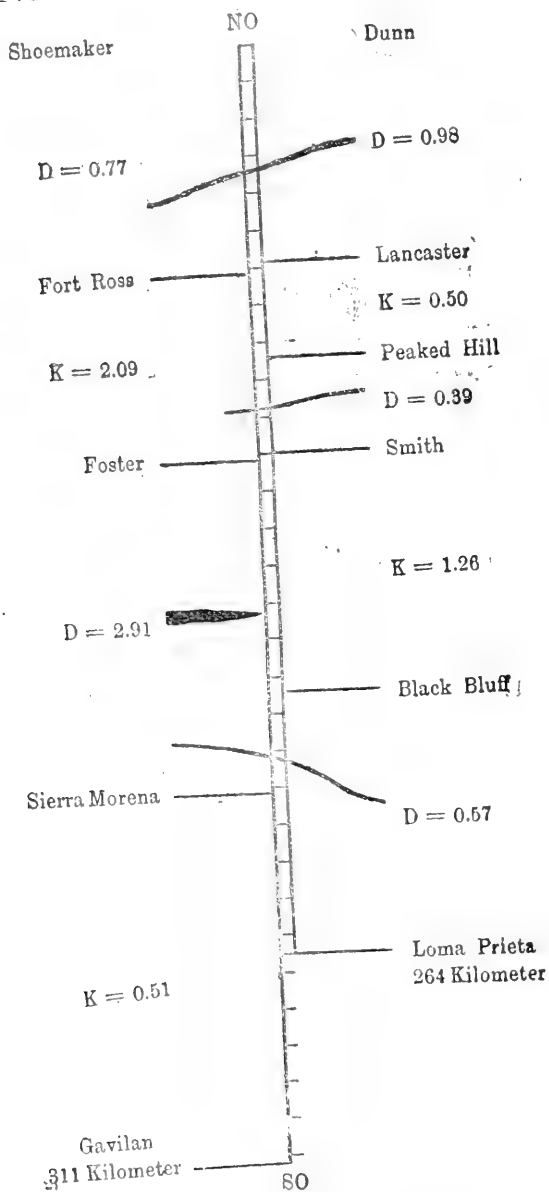 NO
Shoemaker
Dunn
D = 0.77
D = 0.98
Fort Ross
Lancaster
K = 0.50
K = 2.09
Peaked Hill
D = 0.39
Foster
Smith
K = 1.26
D = 2.91
Black Bluff
Sierra Morena
D = 0.57
Loma Prieta
264 Kilometer
K = 0.51
Gavilan
311 Kilometer
SO